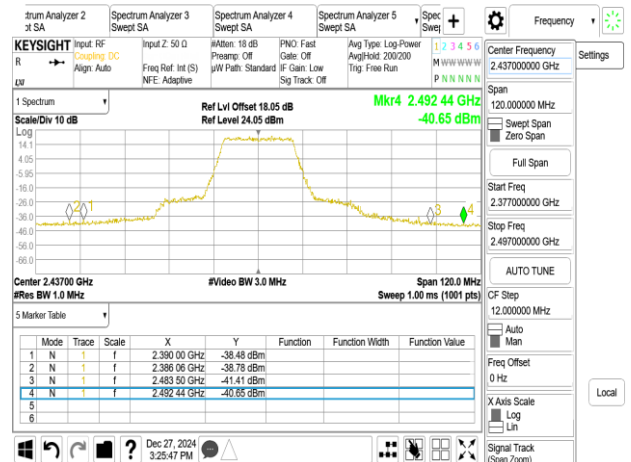 ctrum Analyzer 2
ot SA
Spectrum Analyzer 3
Swept SA
Spectrum Analyzer 4
Swept SA
Spectrum Analyzer 5
Swept SA
Spec
Swep
+
Frequency
KEYSIGHT
R
Input: RF
Coupling: DC
Align: Auto
Input Z: 50 Ω
Freq Ref: Int (S)
NFE: Adaptive
#Atten: 18 dB
Preamp: Off
µW Path: Standard
PNO: Fast
Gate: Off
IF Gain: Low
Sig Track: Off
Avg Type: Log-Power
Avg|Hold: 200/200
Trig: Free Run
1 2 3 4 5 6
M W W W W W
P N N N N N
1 Spectrum
Scale/Div 10 dB
Ref Lvl Offset 18.05 dB
Ref Level 24.05 dBm
Mkr4 2.492 44 GHz
-40.65 dBm
Log
14.1
4.05
-5.95
-16.0
-26.0
-36.0
-46.0
-56.0
-66.0
2 1
3
4
Center 2.43700 GHz
#Video BW 3.0 MHz
Span 120.0 MHz
#Res BW 1.0 MHz
Sweep 1.00 ms (1001 pts)
5 Marker Table
Mode Trace Scale X Y Function Function Width Function Value
1 N 1 f 2.390 00 GHz -38.48 dBm
2 N 1 f 2.386 06 GHz -38.78 dBm
3 N 1 f 2.483 50 GHz -41.41 dBm
4 N 1 f 2.492 44 GHz -40.65 dBm
5
6
?
Dec 27, 2024
3:25:47 PM
Center Frequency
2.437000000 GHz
Settings
Span
120.000000 MHz
Swept Span
Zero Span
Full Span
Start Freq
2.377000000 GHz
Stop Freq
2.497000000 GHz
AUTO TUNE
CF Step
12.000000 MHz
Auto
Man
Freq Offset
0 Hz
X Axis Scale
Log
Lin
Local
Signal Track
(Span Zoom)